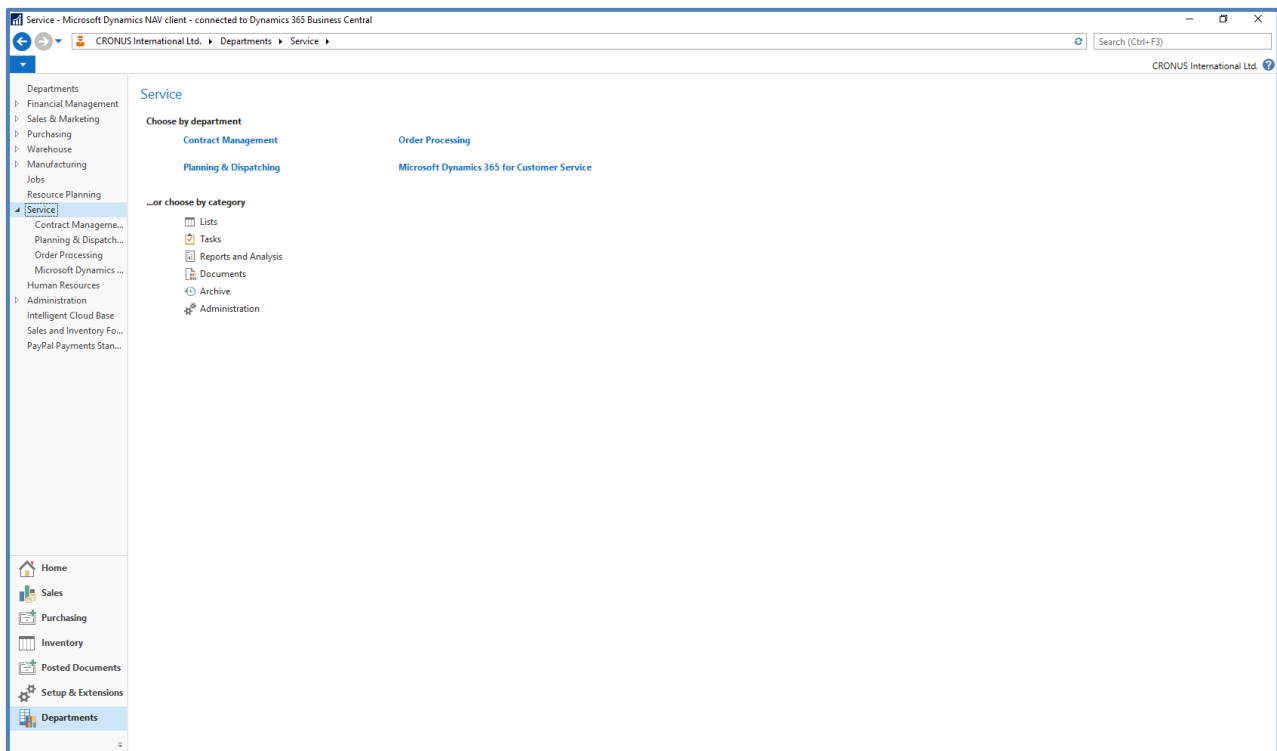 Service - Microsoft Dynamics NAV client - connected to Dynamics 365 Business Central
CRONUS International Ltd. Departments Service
Search (Ctrl+F3)
CRONUS International Ltd.
Departments
Financial Management
Sales & Marketing
Purchasing
Warehouse
Manufacturing
Jobs
Resource Planning
Service
Contract Manageme...
Planning & Dispatch...
Order Processing
Microsoft Dynamics ...
Human Resources
Administration
Intelligent Cloud Base
Sales and Inventory Fo...
PayPal Payments Stan...
Service
Choose by department
Contract Management Order Processing
Planning & Dispatching Microsoft Dynamics 365 for Customer Service
...or choose by category
Lists
Tasks
Reports and Analysis
Documents
Archive
Administration
Home
Sales
Purchasing
Inventory
Posted Documents
Setup & Extensions
Departments